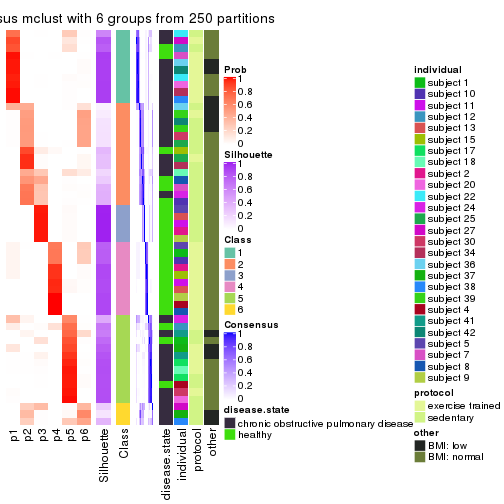 sus mclust with 6 groups from 250 partitions
p1
p2
p3
p4
p5
p6
Silhouette
Class
disease.state
individual
protocol
other
Prob
1
0.8
0.6
0.4
0.2
0
Silhouette
1
0.8
0.6
0.4
0.2
0
Class
1
2
3
4
5
6
Consensus
1
0.8
0.6
0.4
0.2
0
disease.state
chronic obstructive pulmonary disease
healthy
individual
subject 1
subject 10
subject 11
subject 12
subject 13
subject 15
subject 17
subject 18
subject 2
subject 20
subject 22
subject 24
subject 25
subject 27
subject 30
subject 34
subject 36
subject 37
subject 38
subject 39
subject 4
subject 41
subject 42
subject 5
subject 7
subject 8
subject 9
protocol
exercise trained
sedentary
other
BMI: low
BMI: normal